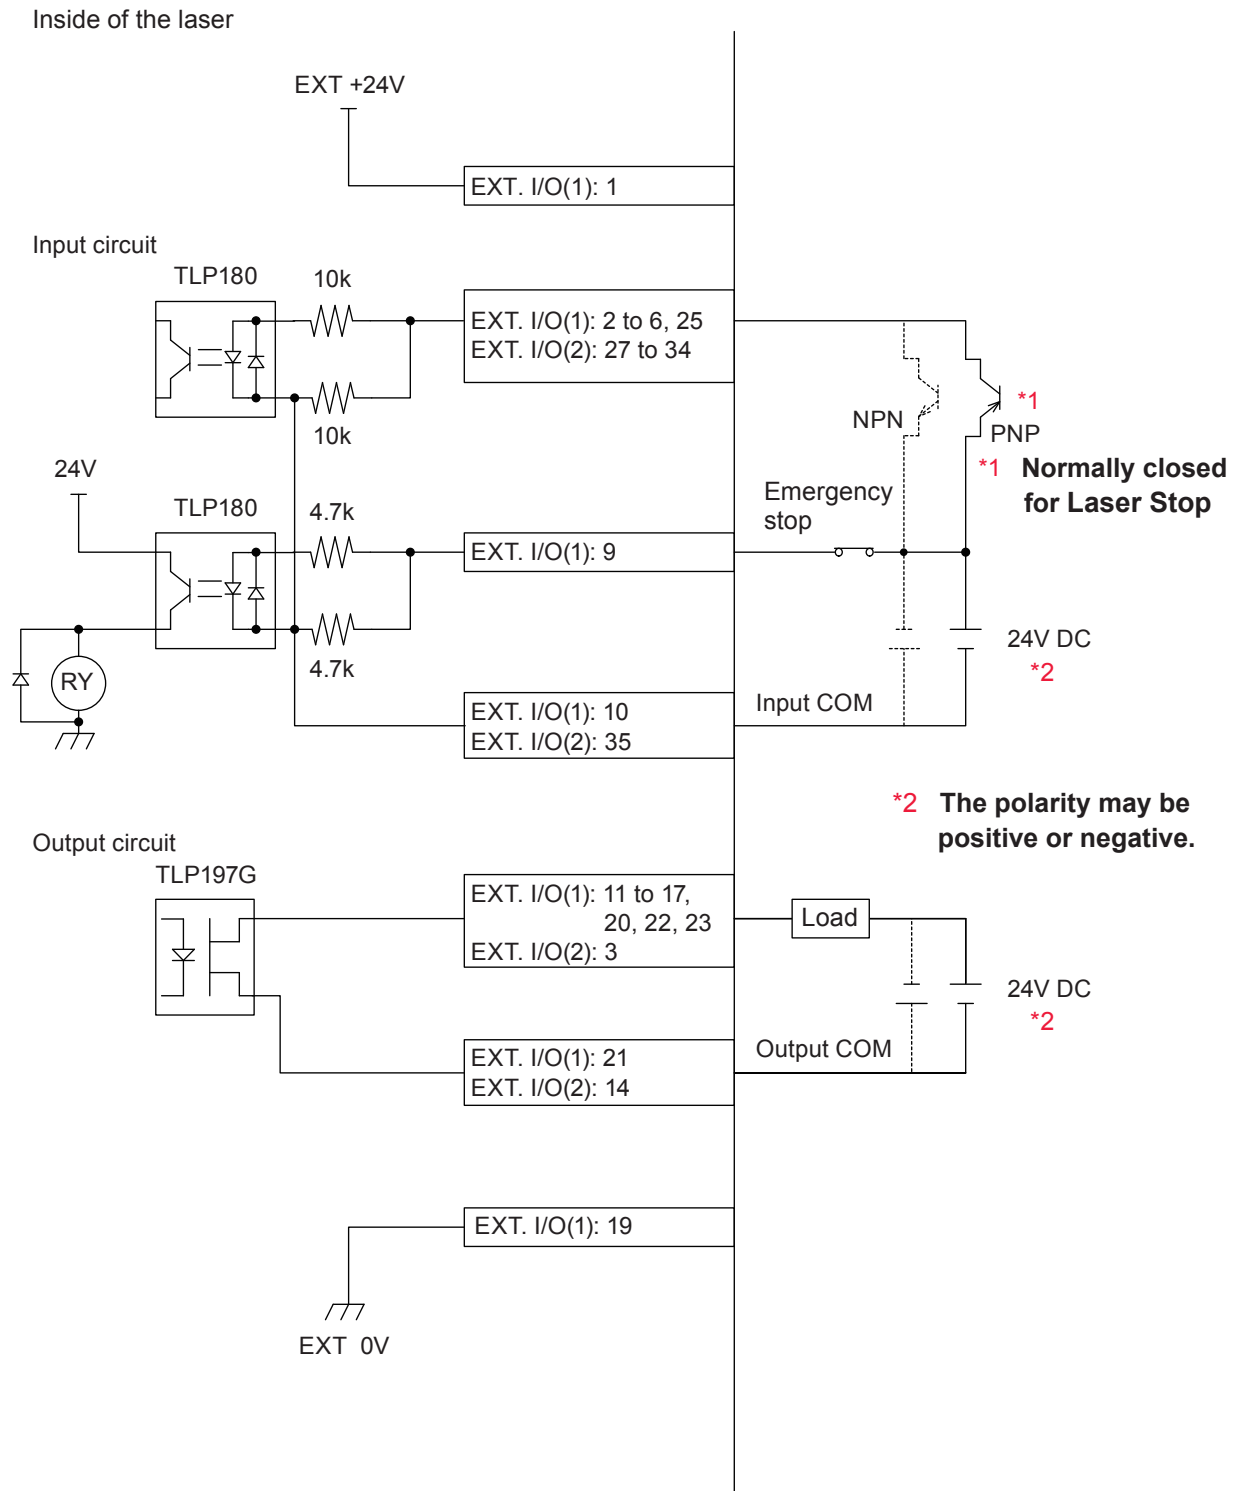 Inside of the laser
EXT +24V
EXT. I/O(1): 1
Input circuit
TLP180
10k
EXT. I/O(1): 2 to 6, 25
EXT. I/O(2): 27 to 34
10k
NPN
*1
PNP
*1 Normally closed
for Laser Stop
24V
TLP180
4.7k
EXT. I/O(1): 9
Emergency
stop
4.7k
RY
24V DC
*2
EXT. I/O(1): 10
EXT. I/O(2): 35
Input COM
*2 The polarity may be
positive or negative.
Output circuit
TLP197G
EXT. I/O(1): 11 to 17,
20, 22, 23
EXT. I/O(2): 3
Load
24V DC
*2
EXT. I/O(1): 21
EXT. I/O(2): 14
Output COM
EXT. I/O(1): 19
EXT 0V